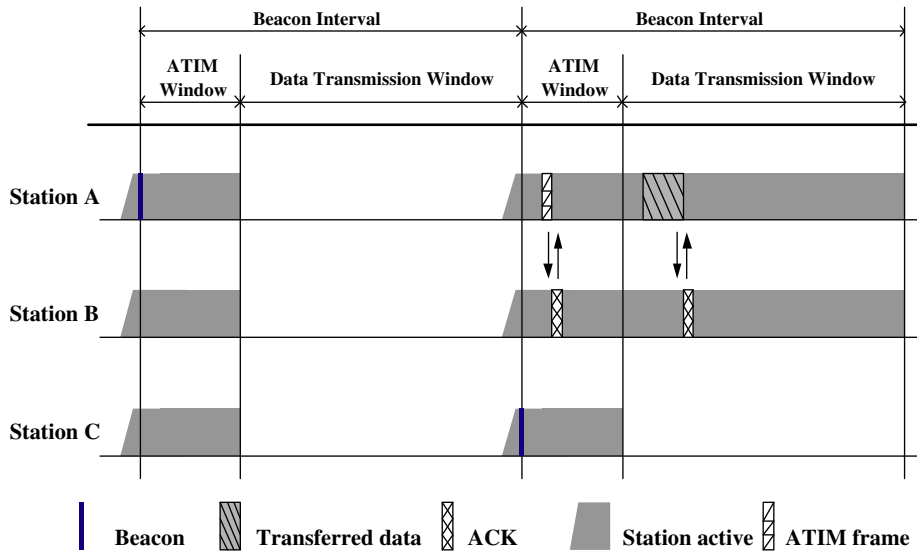 Beacon Interval
Beacon Interval
ATIM
Window
Data Transmission Window
ATIM
Window
Data Transmission Window
Station A
Station B
Station C
Beacon
Transferred data
ACK
Station active
ATIM frame